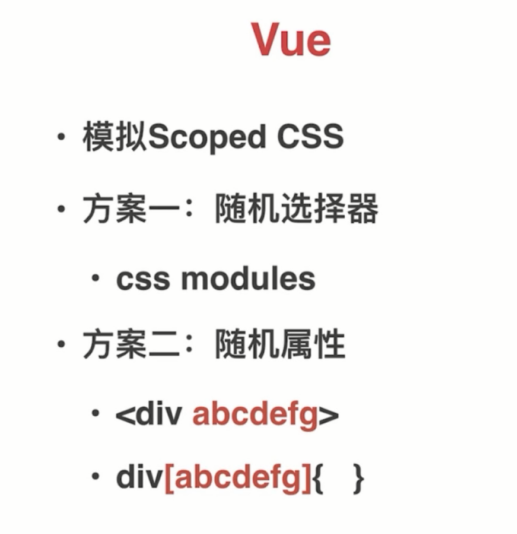 Vue
• 模拟Scoped CSS
• 方案一：随机选择器
• css modules
• 方案二：随机属性
• <div abcdefg>
• div[abcdefg]{   }